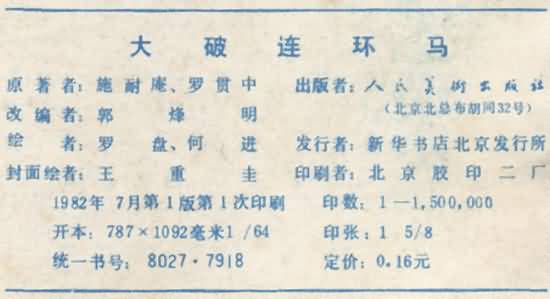 大破连环马
原著者：施耐庵、罗贯中 出版者：人民美術出版社
（北京北总布胡同32号）
改编者：郭烽明
绘者：罗盘、何进 发行者：新华书店北京发行所
封面绘者：王重圭 印刷者：北京胶印二厂
1982年7月第1版第1次印刷 印数：1—1,500,000
开本：787×1092毫米1/64 印张：1 5/8
统一书号：8027·7918 定价：0.16元